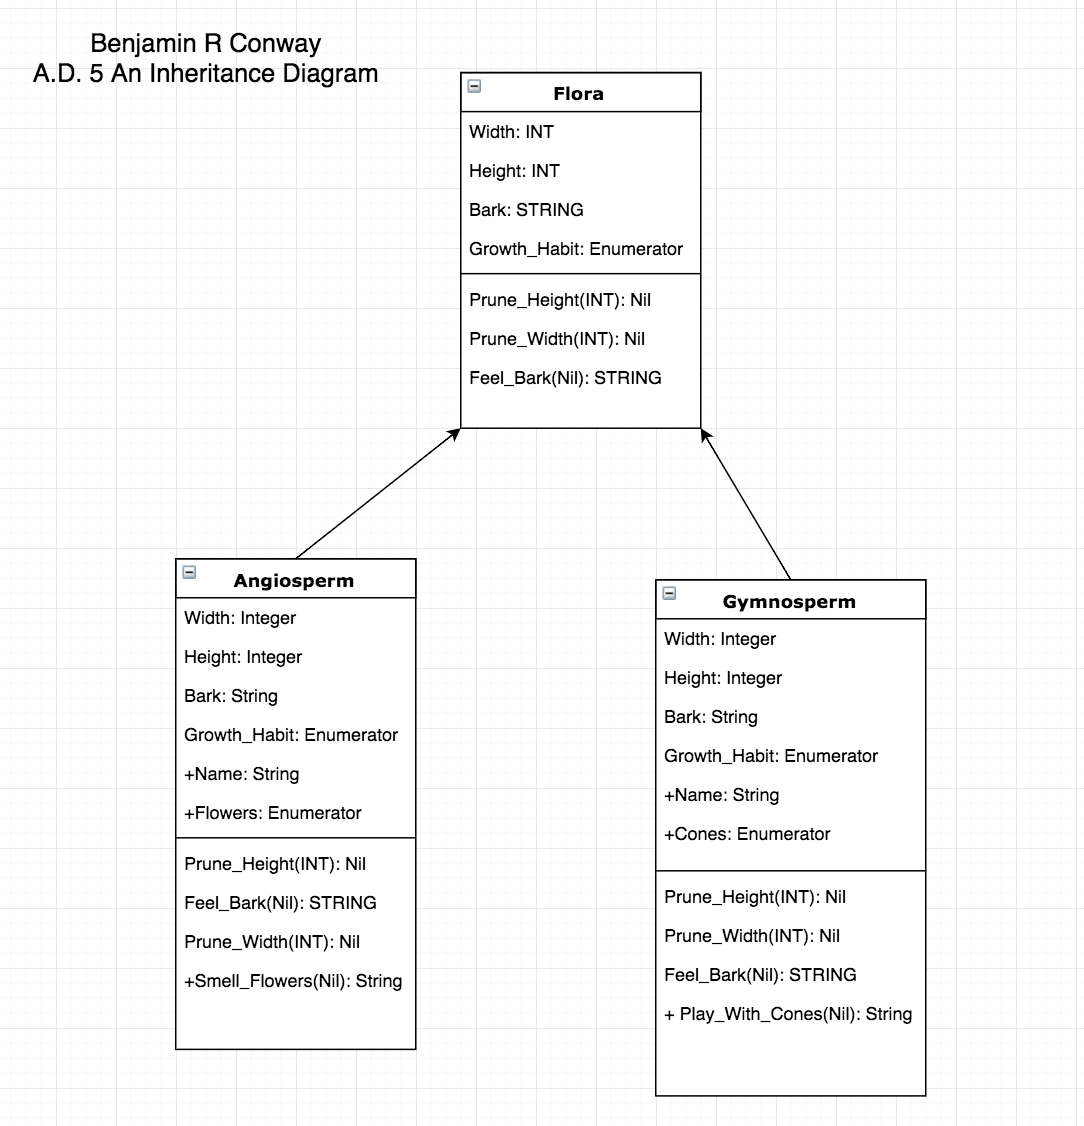 Benjamin R Conway
A.D. 5 An Inheritance Diagram
Flora
Width: INT
Height: INT
Bark: STRING
Growth_Habit: Enumerator
Prune_Height(INT): Nil
Prune_Width(INT): Nil
Feel_Bark(Nil): STRING
Angiosperm
Width: Integer
Height: Integer
Bark: String
Growth_Habit: Enumerator
+Name: String
+Flowers: Enumerator
Prune_Height(INT): Nil
Feel_Bark(Nil): STRING
Prune_Width(INT): Nil
+Smell_Flowers(Nil): String
Gymnosperm
Width: Integer
Height: Integer
Bark: String
Growth_Habit: Enumerator
+Name: String
+Cones: Enumerator
Prune_Height(INT): Nil
Prune_Width(INT): Nil
Feel_Bark(Nil): STRING
+ Play_With_Cones(Nil): String